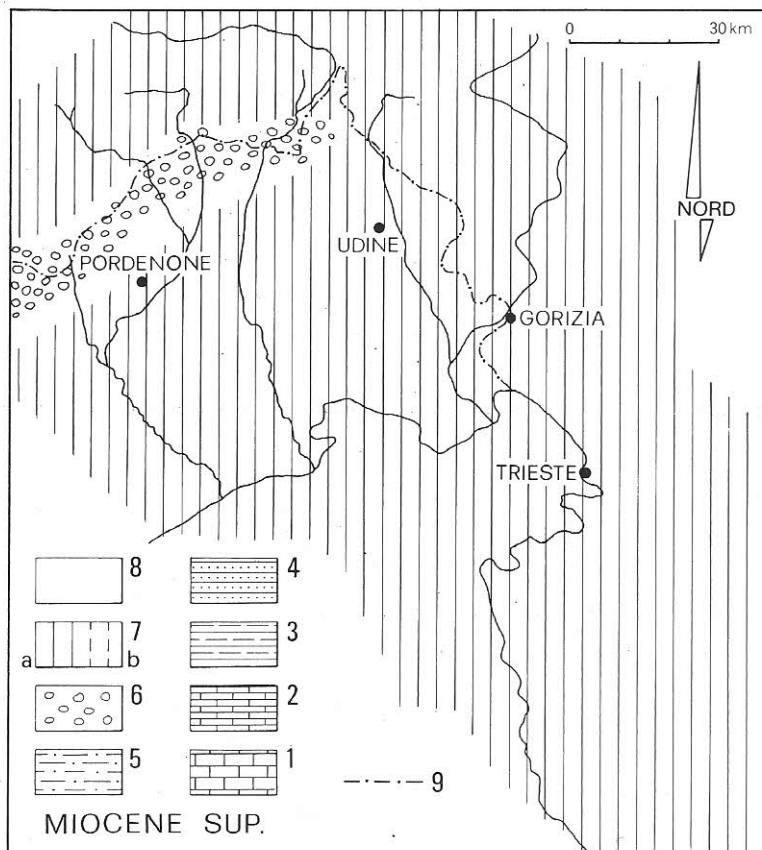 0 30 km
NORD
UDINE
PORDENONE
GORIZIA
TRIESTE
8 4
a 7 b 3
6 2
5 1 9
MIOCENE SUP.